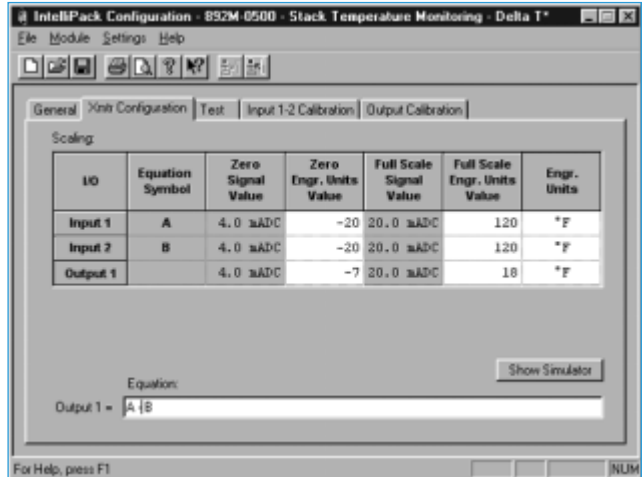 IntelliPack Configuration - 892M-0500 - Stack Temperature Monitoring - Delta T*
File Module Settings Help
General Xmtr Configuration Test Input 1-2 Calibration Output Calibration
Scaling:
I/O Equation Symbol Zero Signal Value Zero Engr. Units Value Full Scale Signal Value Full Scale Engr. Units Value Engr. Units
Input 1 A 4.0 mADC -20 20.0 mADC 120 °F
Input 2 B 4.0 mADC -20 20.0 mADC 120 °F
Output 1 4.0 mADC -7 20.0 mADC 18 °F
Show Simulator
Equation:
Output 1 = A-B
For Help, press F1 NUM